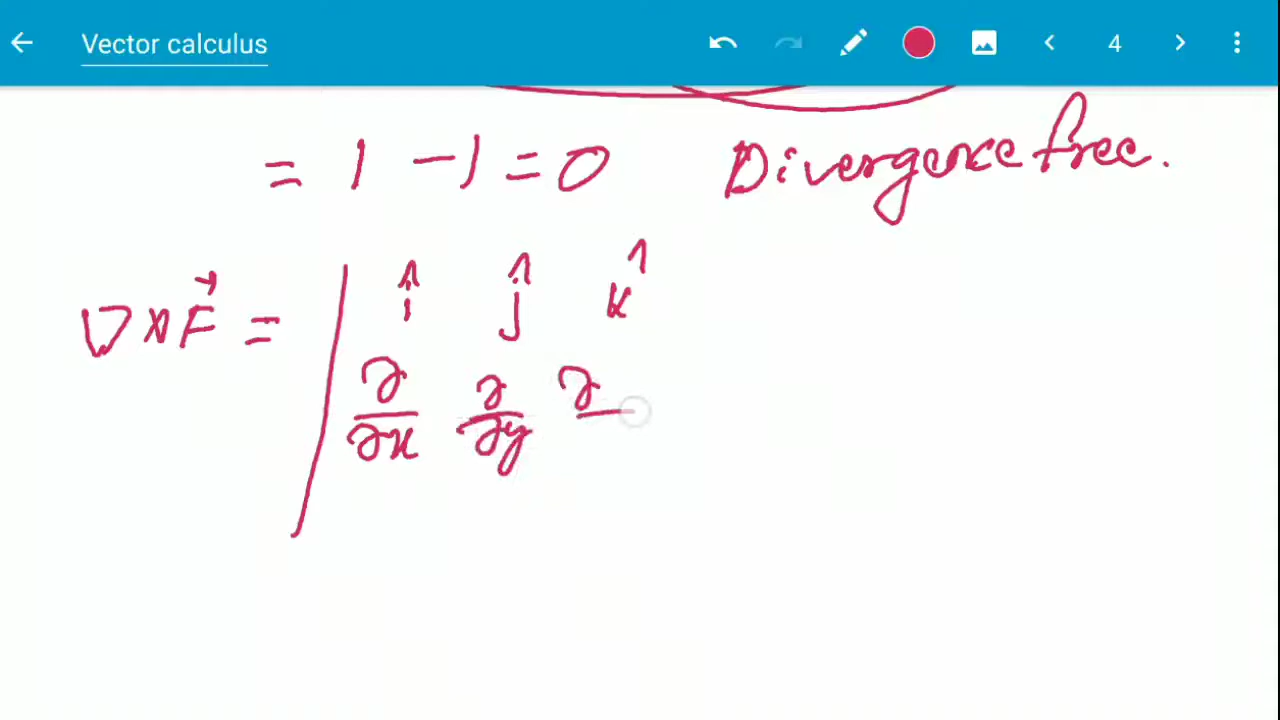 Vector calculus 4
= 1 - 1 = 0 Divergence free.
∇ × F⃗ = | î ĵ k̂
∂/∂x ∂/∂y ∂/